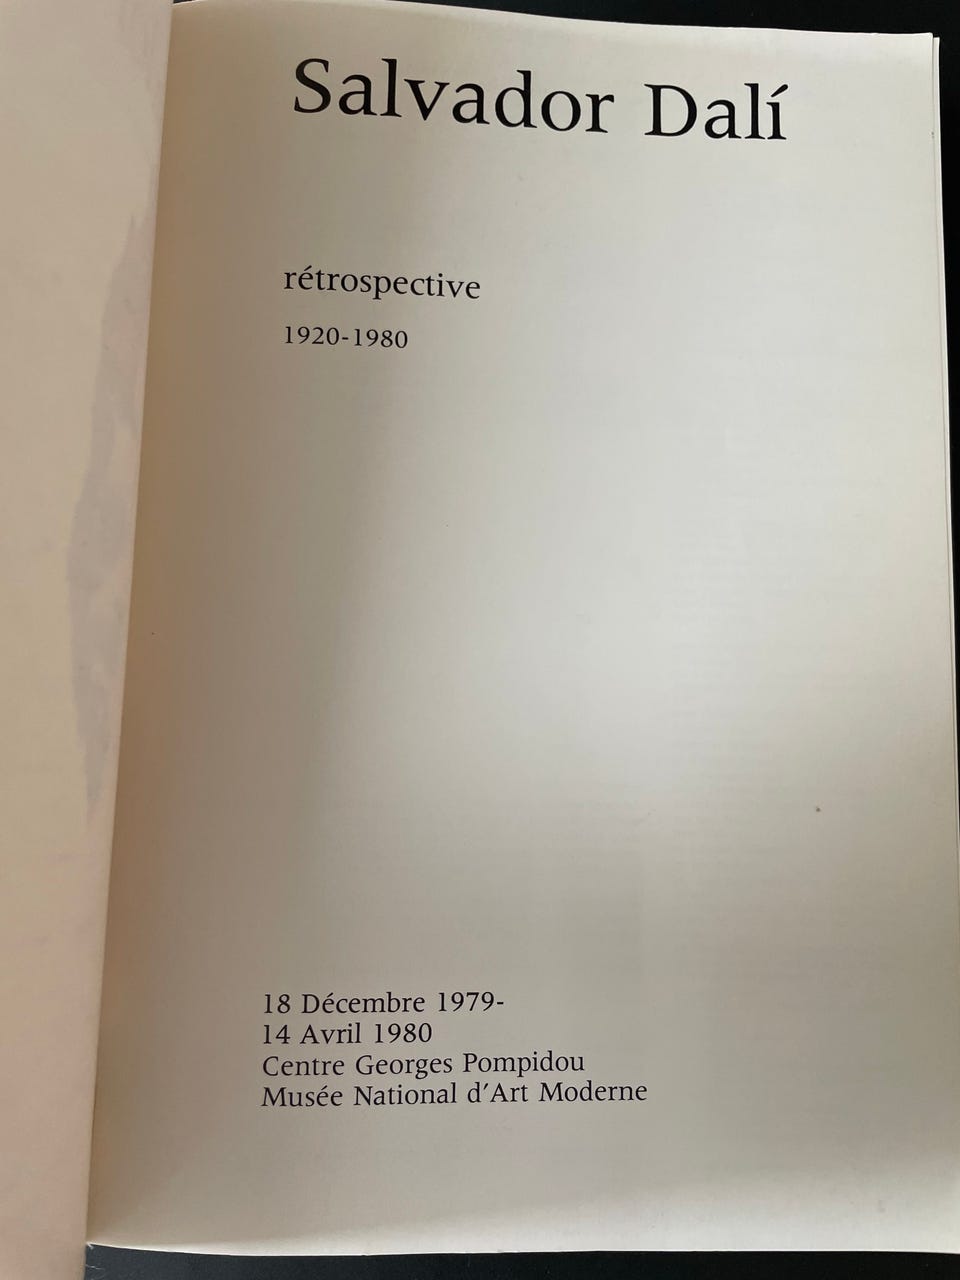 Salvador Dalí
rétrospective
1920-1980
18 Décembre 1979-
14 Avril 1980
Centre Georges Pompidou
Musée National d'Art Moderne